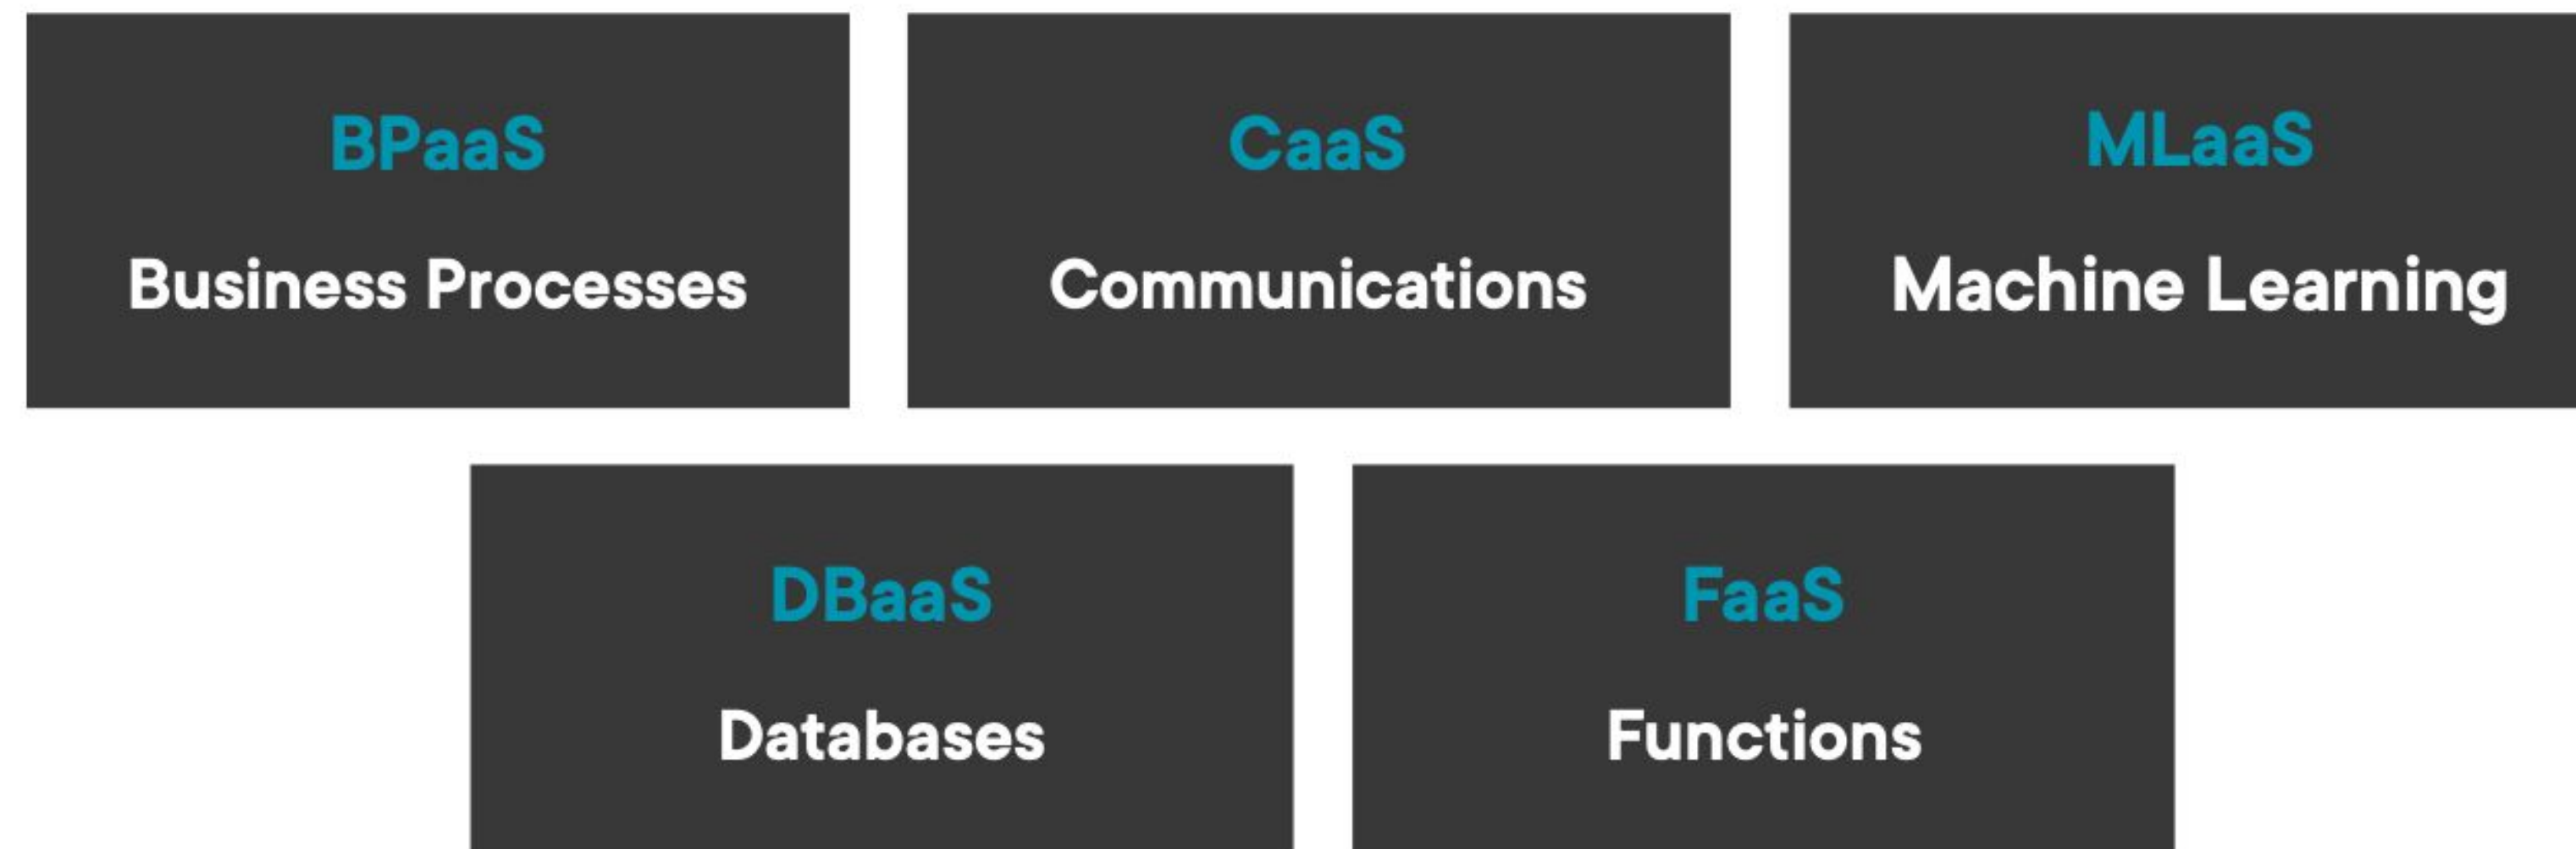 BPaaS
Business Processes
CaaS
Communications
MLaaS
Machine Learning
DBaaS
Databases
FaaS
Functions